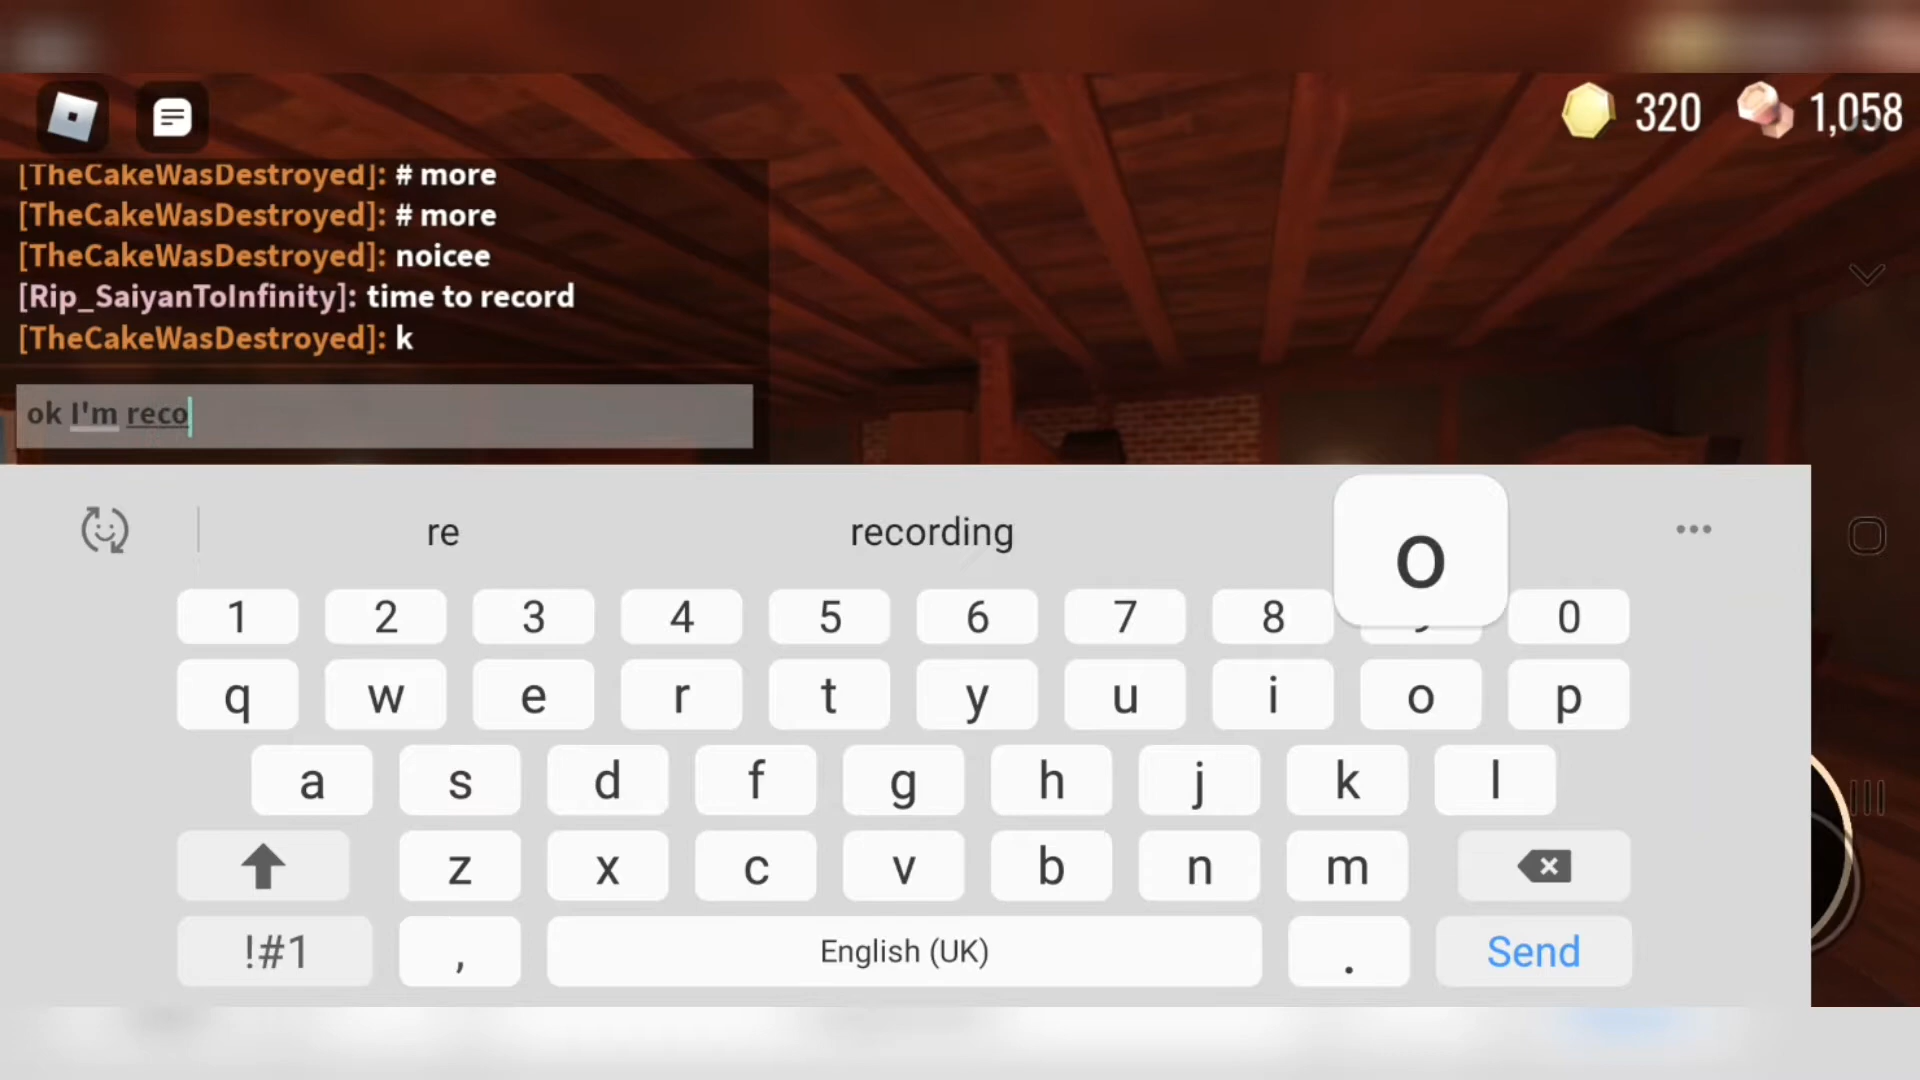 320 1,058
[TheCakeWasDestroyed]: # more
[TheCakeWasDestroyed]: # more
[TheCakeWasDestroyed]: noicee
[Rip_SaiyanToInfinity]: time to record
[TheCakeWasDestroyed]: k
ok I'm reco
re recording o
1 2 3 4 5 6 7 8 0
q w e r t y u i o p
a s d f g h j k l
z x c v b n m
!#1 , English (UK) . Send